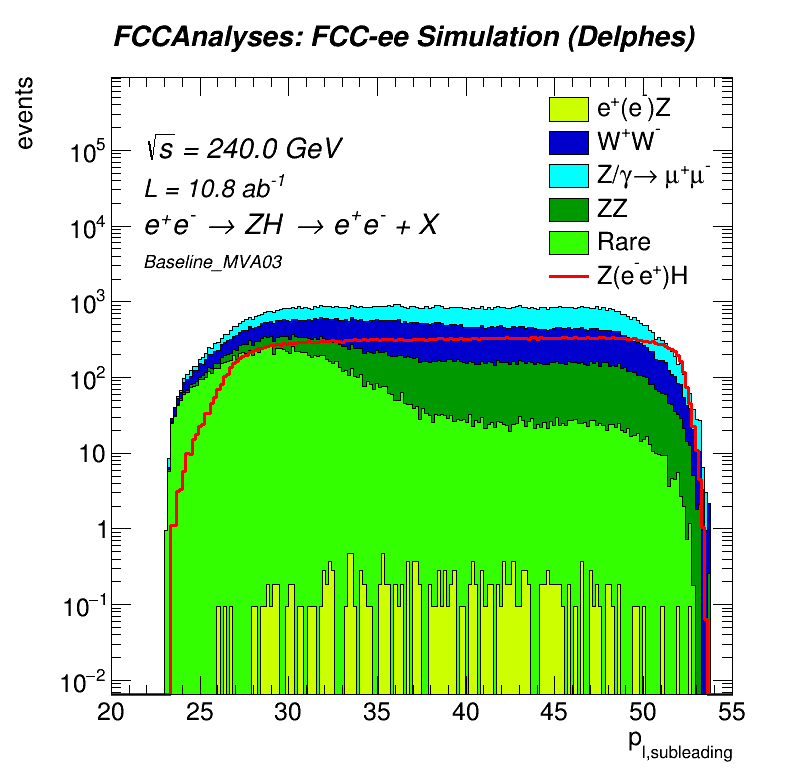 FCCAnalyses: FCC-ee Simulation (Delphes)
events
√s = 240.0 GeV
L = 10.8 ab⁻¹
e⁺e⁻ → ZH → e⁺e⁻ + X
Baseline_MVA03
e⁺(e⁻)Z
W⁺W⁻
Z/γ→ μ⁺μ⁻
ZZ
Rare
Z(e⁻e⁺)H
10⁵
10⁴
10³
10²
10
1
10⁻¹
10⁻²
20 25 30 35 40 45 50 55
p_l,subleading